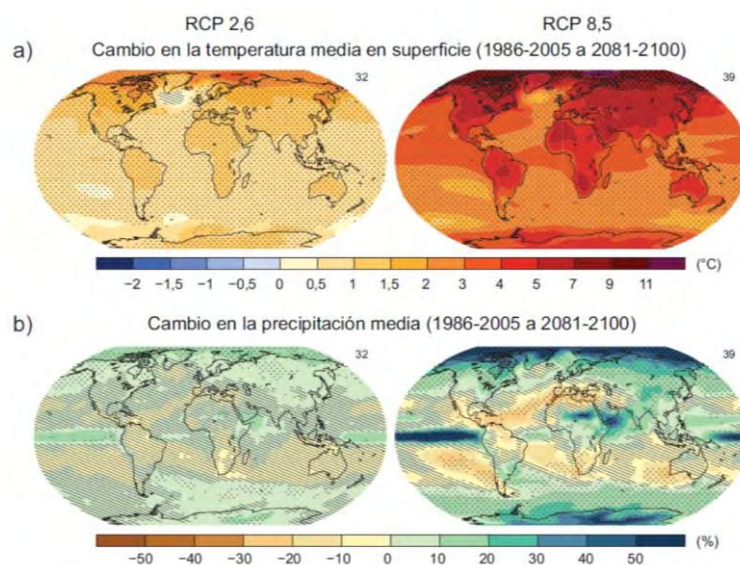 RCP 2,6
RCP 8,5
a)
Cambio en la temperatura media en superficie (1986-2005 a 2081-2100)
32
39
(°C)
−2 −1,5 −1 −0,5 0 0,5 1 1,5 2 3 4 5 7 9 11
b)
Cambio en la precipitación media (1986-2005 a 2081-2100)
32
39
(%)
−50 −40 −30 −20 −10 0 10 20 30 40 50